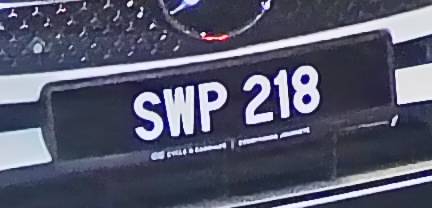 SWP 218
CYCLE & CARRIAGE